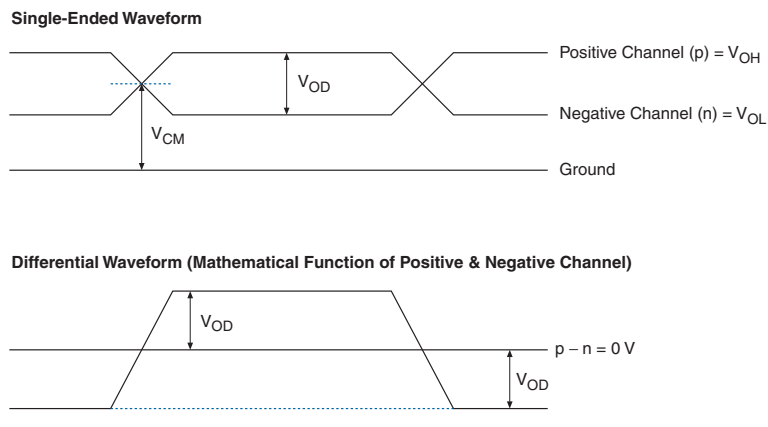 Single-Ended Waveform
Positive Channel (p) = VOH
VOD
Negative Channel (n) = VOL
VCM
Ground
Differential Waveform (Mathematical Function of Positive & Negative Channel)
VOD
p − n = 0 V
VOD